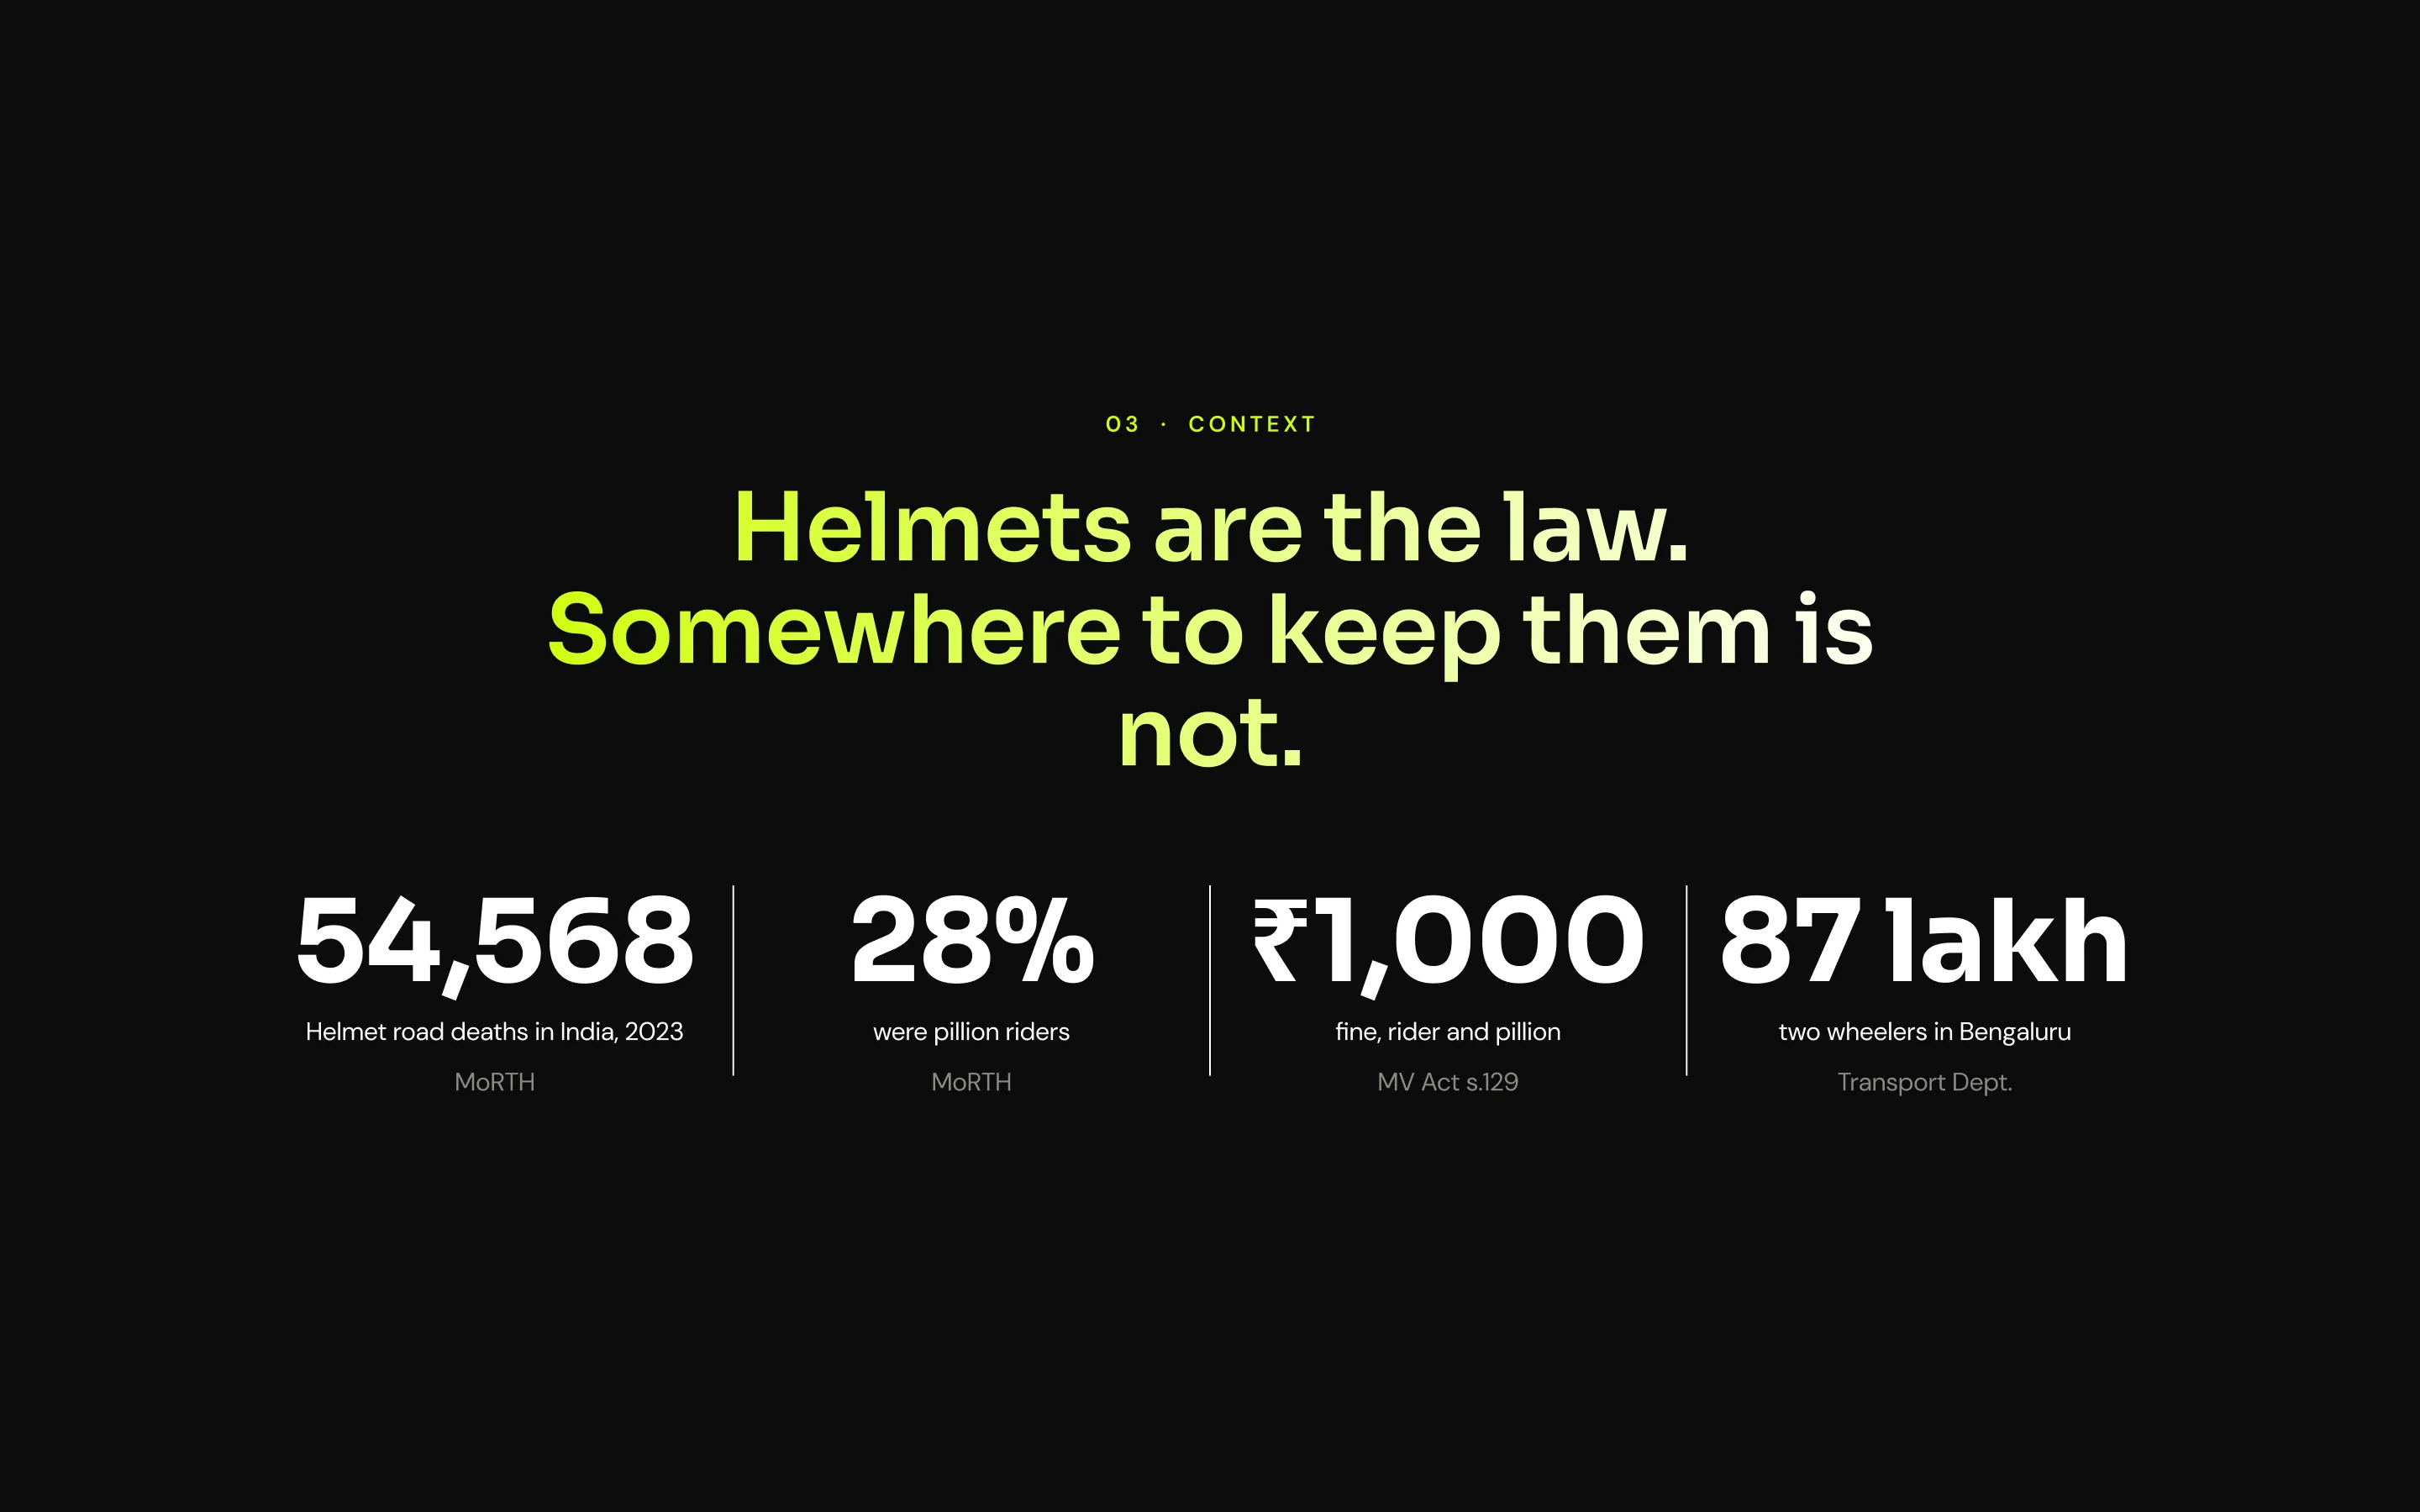 03 · CONTEXT
Helmets are the law.
Somewhere to keep them is
not.
54,568
Helmet road deaths in India, 2023
MoRTH
28%
were pillion riders
MoRTH
₹1,000
fine, rider and pillion
MV Act s.129
87 lakh
two wheelers in Bengaluru
Transport Dept.